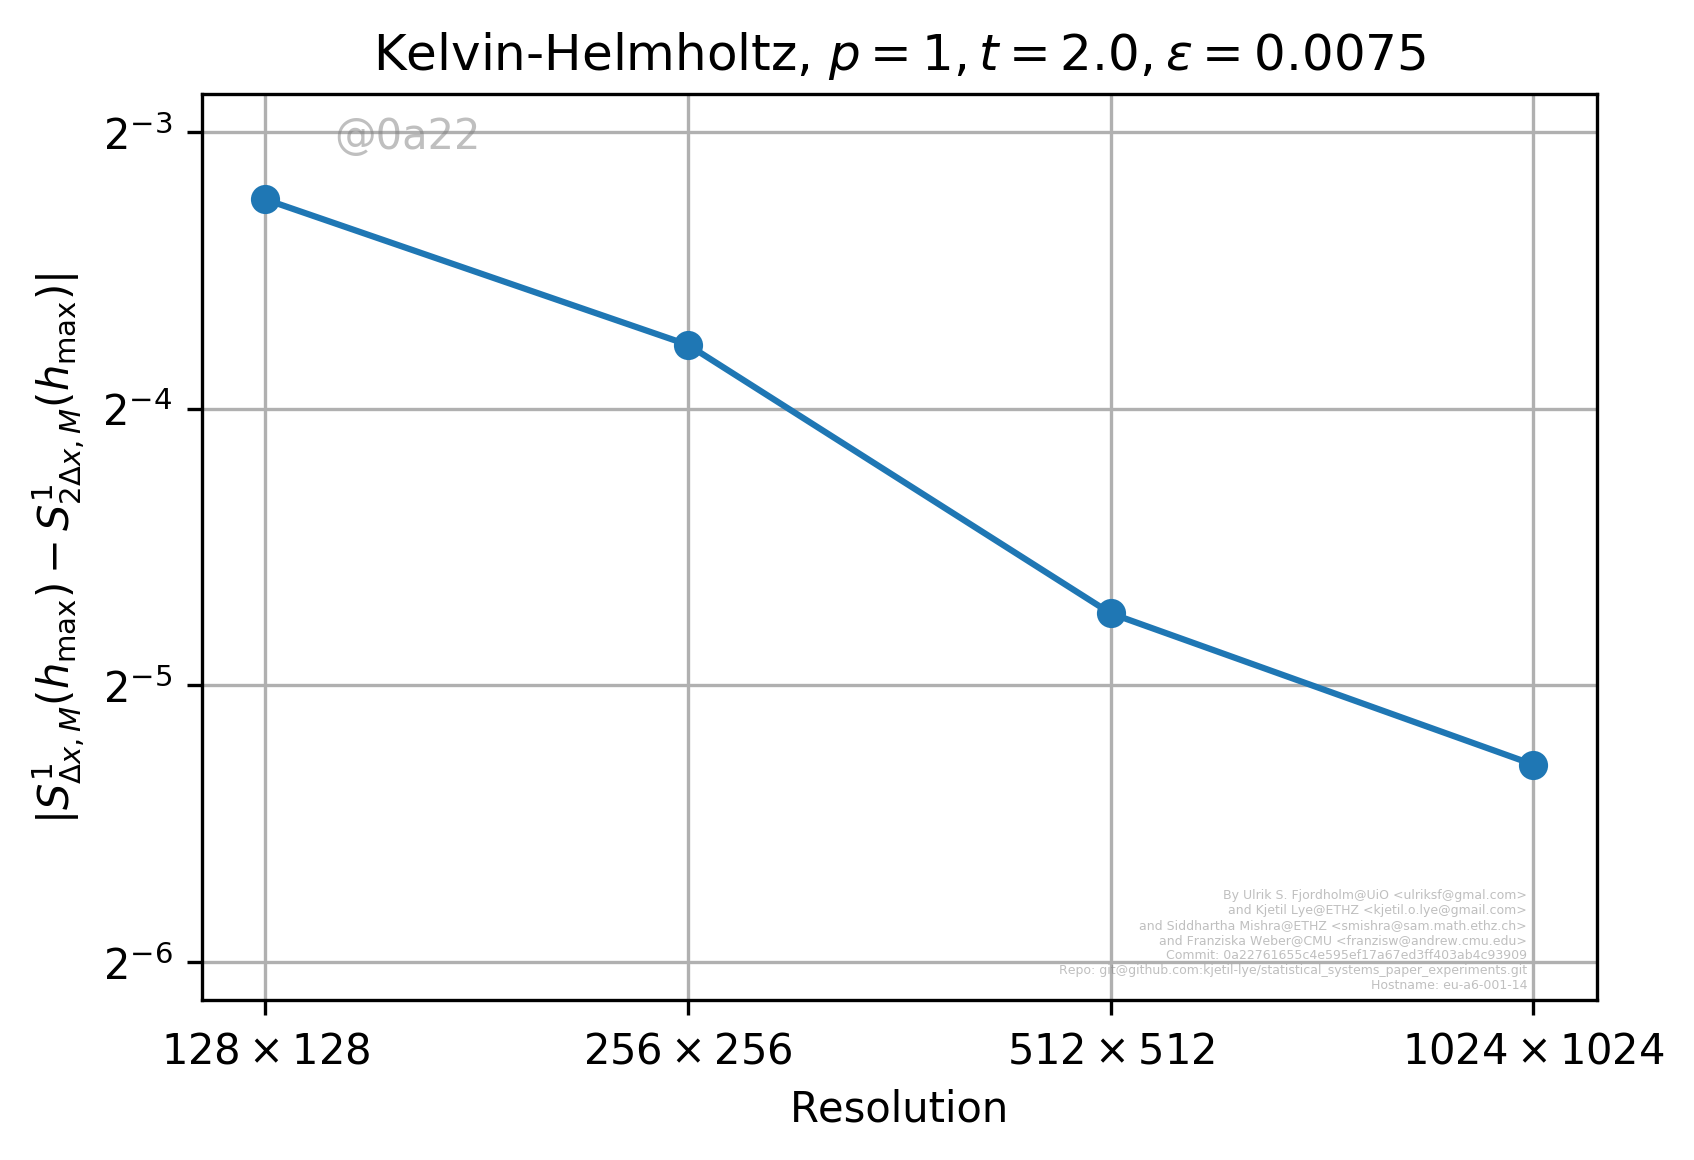 Kelvin-Helmholtz, p = 1, t = 2.0, ε = 0.0075
@0a22
2⁻³
2⁻⁴
2⁻⁵
2⁻⁶
|S¹_{Δx, M}(h_max) − S¹_{2Δx, M}(h_max)|
By Ulrik S. Fjordholm@UiO <ulriksf@gmal.com>
and Kjetil Lye@ETHZ <kjetil.o.lye@gmail.com>
and Siddhartha Mishra@ETHZ <smishra@sam.math.ethz.ch>
and Franziska Weber@CMU <franzisw@andrew.cmu.edu>
Commit: 0a22761655c4e595ef17a67ed3ff403ab4c93909
Repo: git@github.com:kjetil-lye/statistical_systems_paper_experiments.git
Hostname: eu-a6-001-14
128 × 128 256 × 256 512 × 512 1024 × 1024
Resolution